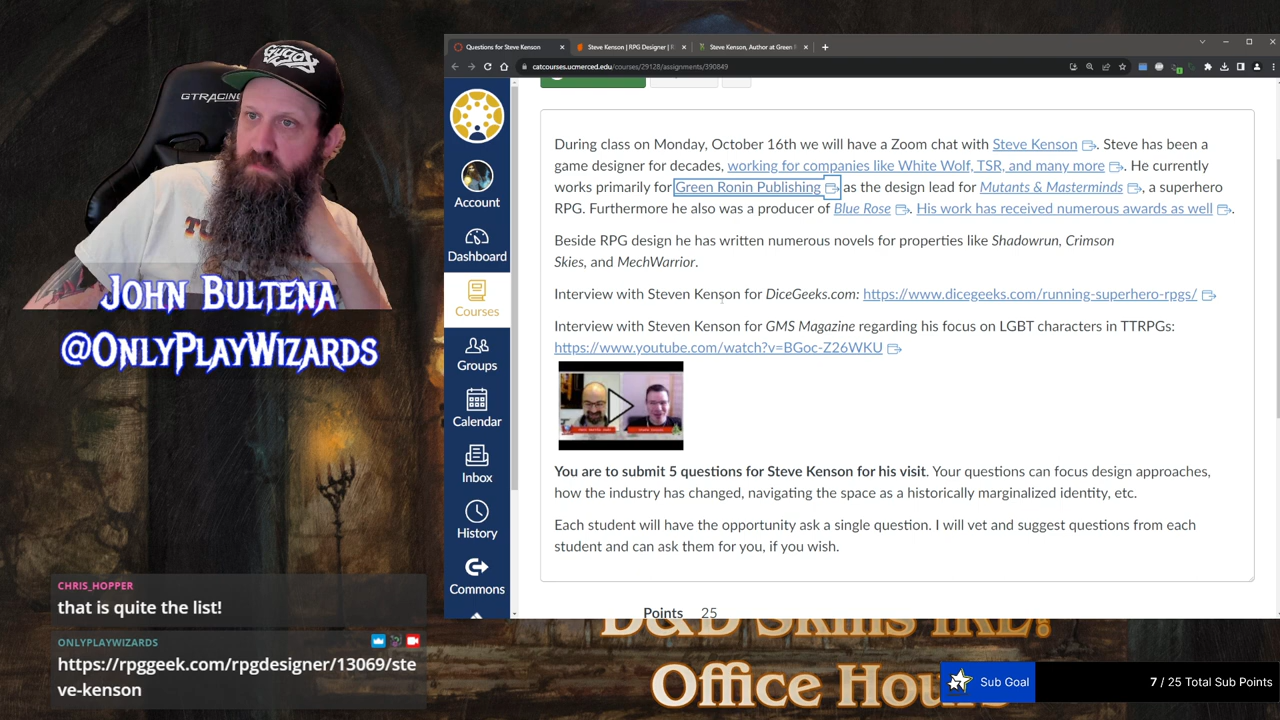 Questions for Steve Kenson
Steve Kenson | RPG Designer | R
Steve Kenson, Author at Green
catcourses.ucmerced.edu/courses/29128/assignments/390849
Gygax
GTRACING
Account
Dashboard
Courses
Groups
Calendar
Inbox
History
Commons
During class on Monday, October 16th we will have a Zoom chat with Steve Kenson. Steve has been a
game designer for decades, working for companies like White Wolf, TSR, and many more. He currently
works primarily for Green Ronin Publishing as the design lead for Mutants & Masterminds, a superhero
RPG. Furthermore he also was a producer of Blue Rose. His work has received numerous awards as well.
Beside RPG design he has written numerous novels for properties like Shadowrun, Crimson
Skies, and MechWarrior.
Interview with Steven Kenson for DiceGeeks.com: https://www.dicegeeks.com/running-superhero-rpgs/
Interview with Steven Kenson for GMS Magazine regarding his focus on LGBT characters in TTRPGs:
https://www.youtube.com/watch?v=BGoc-Z26WKU
You are to submit 5 questions for Steve Kenson for his visit. Your questions can focus design approaches,
how the industry has changed, navigating the space as a historically marginalized identity, etc.
Each student will have the opportunity ask a single question. I will vet and suggest questions from each
student and can ask them for you, if you wish.
Points 25
John Bultena
@OnlyPlayWizards
CHRIS_HOPPER
that is quite the list!
ONLYPLAYWIZARDS
https://rpggeek.com/rpgdesigner/13069/ste
ve-kenson
D&D Skills IRL!
Office Hou
Sub Goal
7 / 25 Total Sub Points